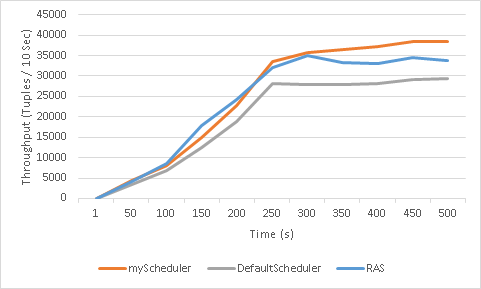 45000
40000
35000
30000
25000
20000
15000
10000
5000
0
Throughput (Tuples / 10 Sec)
1 50 100 150 200 250 300 350 400 450 500
Time (s)
myScheduler DefaultScheduler RAS